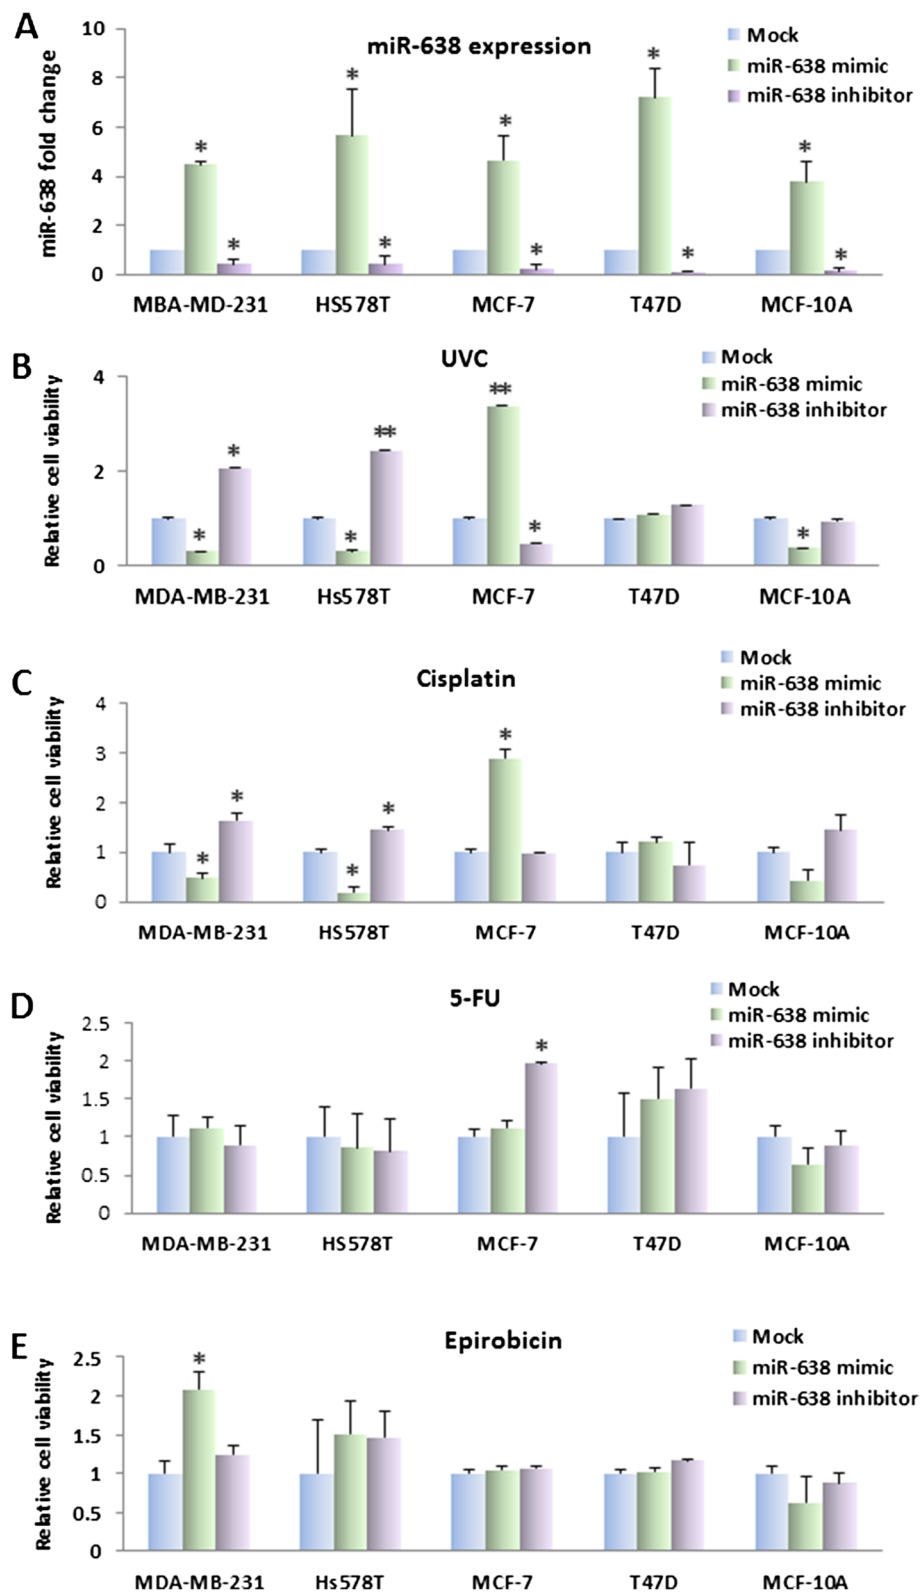 A
miR-638 expression
Mock
miR-638 mimic
miR-638 inhibitor
miR-638 fold change
10
8
6
4
2
0
* * * * * * * * * *
MBA-MD-231 HS578T MCF-7 T47D MCF-10A
B
UVC
Mock
miR-638 mimic
miR-638 inhibitor
Relative cell viability
4
2
0
* * * ** ** * *
MDA-MB-231 Hs578T MCF-7 T47D MCF-10A
C
Cisplatin
Mock
miR-638 mimic
miR-638 inhibitor
Relative cell viability
4
3
2
1
0
* * * * *
MDA-MB-231 HS578T MCF-7 T47D MCF-10A
D
5-FU
Mock
miR-638 mimic
miR-638 inhibitor
Relative cell viability
2.5
2
1.5
1
0.5
0
*
MDA-MB-231 HS578T MCF-7 T47D MCF-10A
E
Epirobicin
Mock
miR-638 mimic
miR-638 inhibitor
Relative cell viability
2.5
2
1.5
1
0.5
0
*
MDA-MB-231 Hs578T MCF-7 T47D MCF-10A